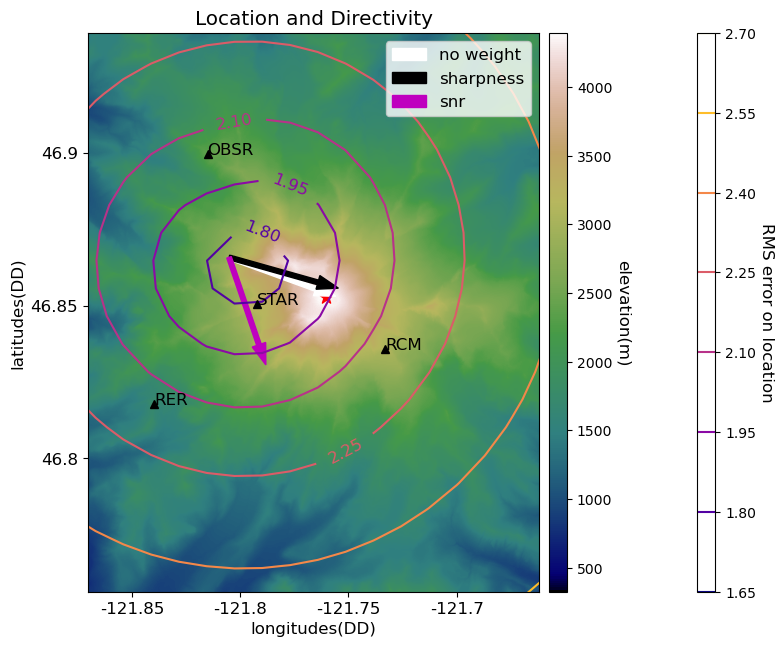 Location and Directivity
no weight
sharpness
snr
2.10
OBSR
1.95
1.80
STAR
RCM
RER
2.25
46.9
46.85
46.8
latitudes(DD)
-121.85
-121.8
-121.75
-121.7
longitudes(DD)
4000
3500
3000
2500
2000
1500
1000
500
elevation(m)
2.70
2.55
2.40
2.25
2.10
1.95
1.80
1.65
RMS error on location